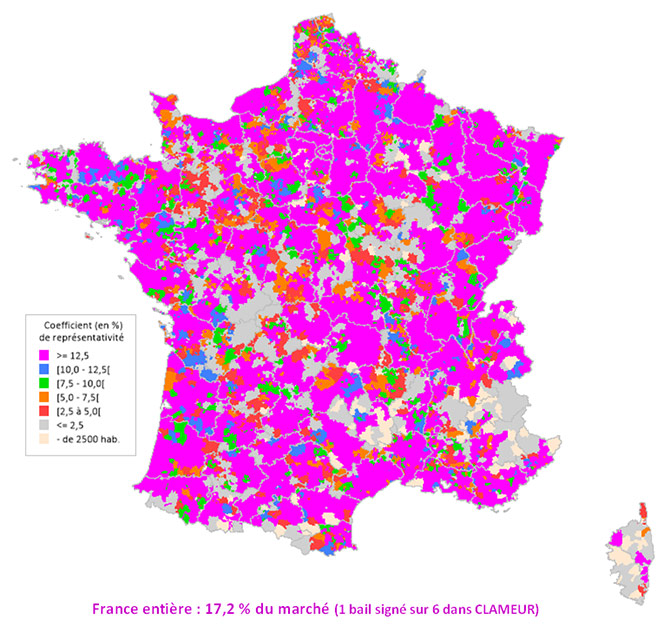 Coefficient (en %)
de représentativité
>= 12,5
[10,0 - 12,5[
[7,5 - 10,0[
[5,0 - 7,5[
[2,5 à 5,0[
<= 2,5
- de 2500 hab.
France entière : 17,2 % du marché (1 bail signé sur 6 dans CLAMEUR)